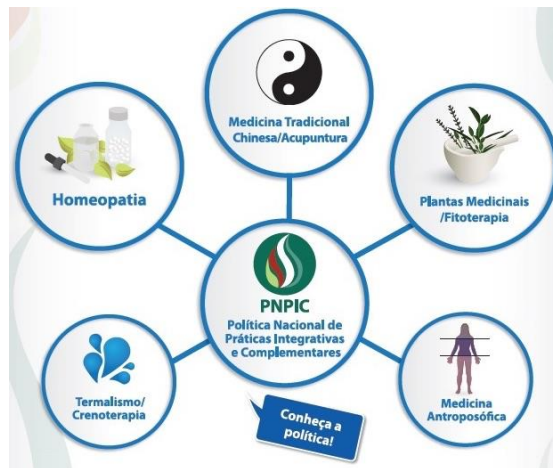 Medicina Tradicional
Chinesa/Acupuntura
Homeopatia
Plantas Medicinais
/Fitoterapia
PNPIC
Política Nacional de
Práticas Integrativas
e Complementares
Termalismo/
Crenoterapia
Medicina
Antroposófica
Conheça a
política!